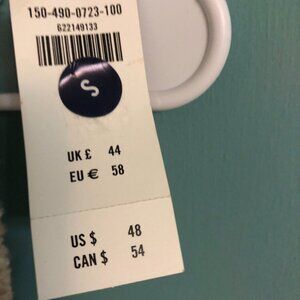 150-490-0723-100
622149133
S
UK £ 44
EU € 58
US $ 48
CAN $ 54